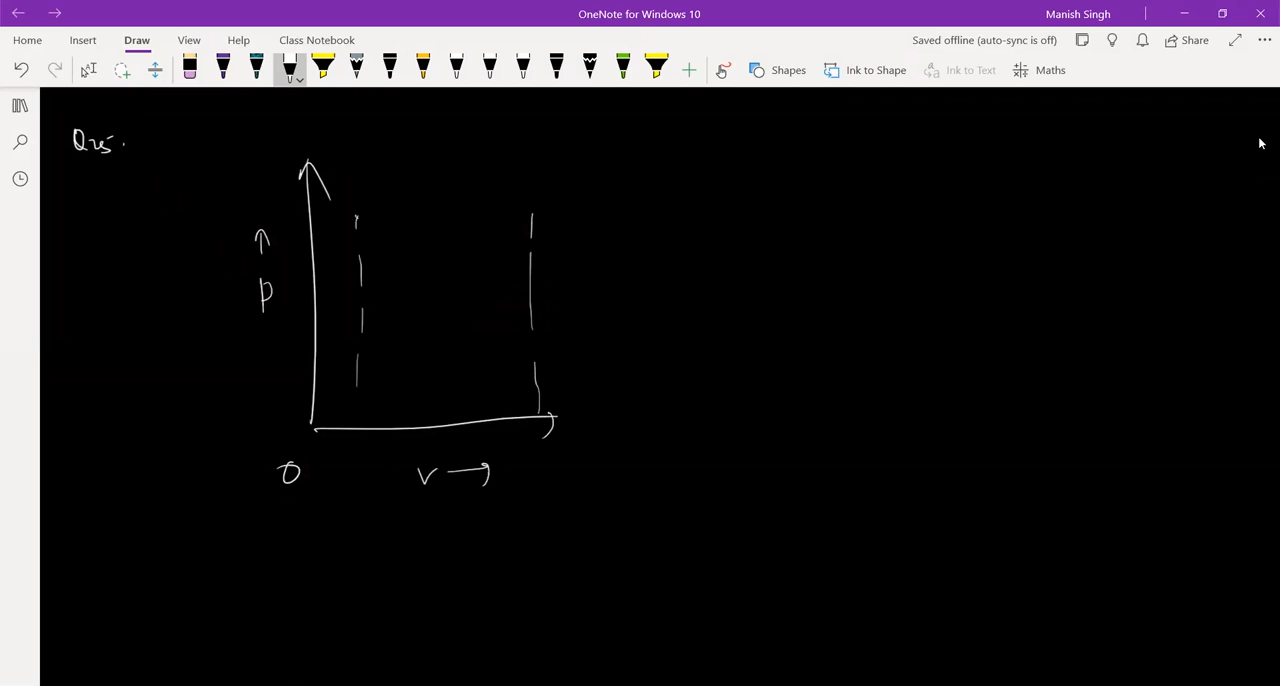 OneNote for Windows 10
Manish Singh
Home Insert Draw View Help Class Notebook
Saved offline (auto-sync is off) Share
Shapes Ink to Shape Ink to Text Maths
P
0 V